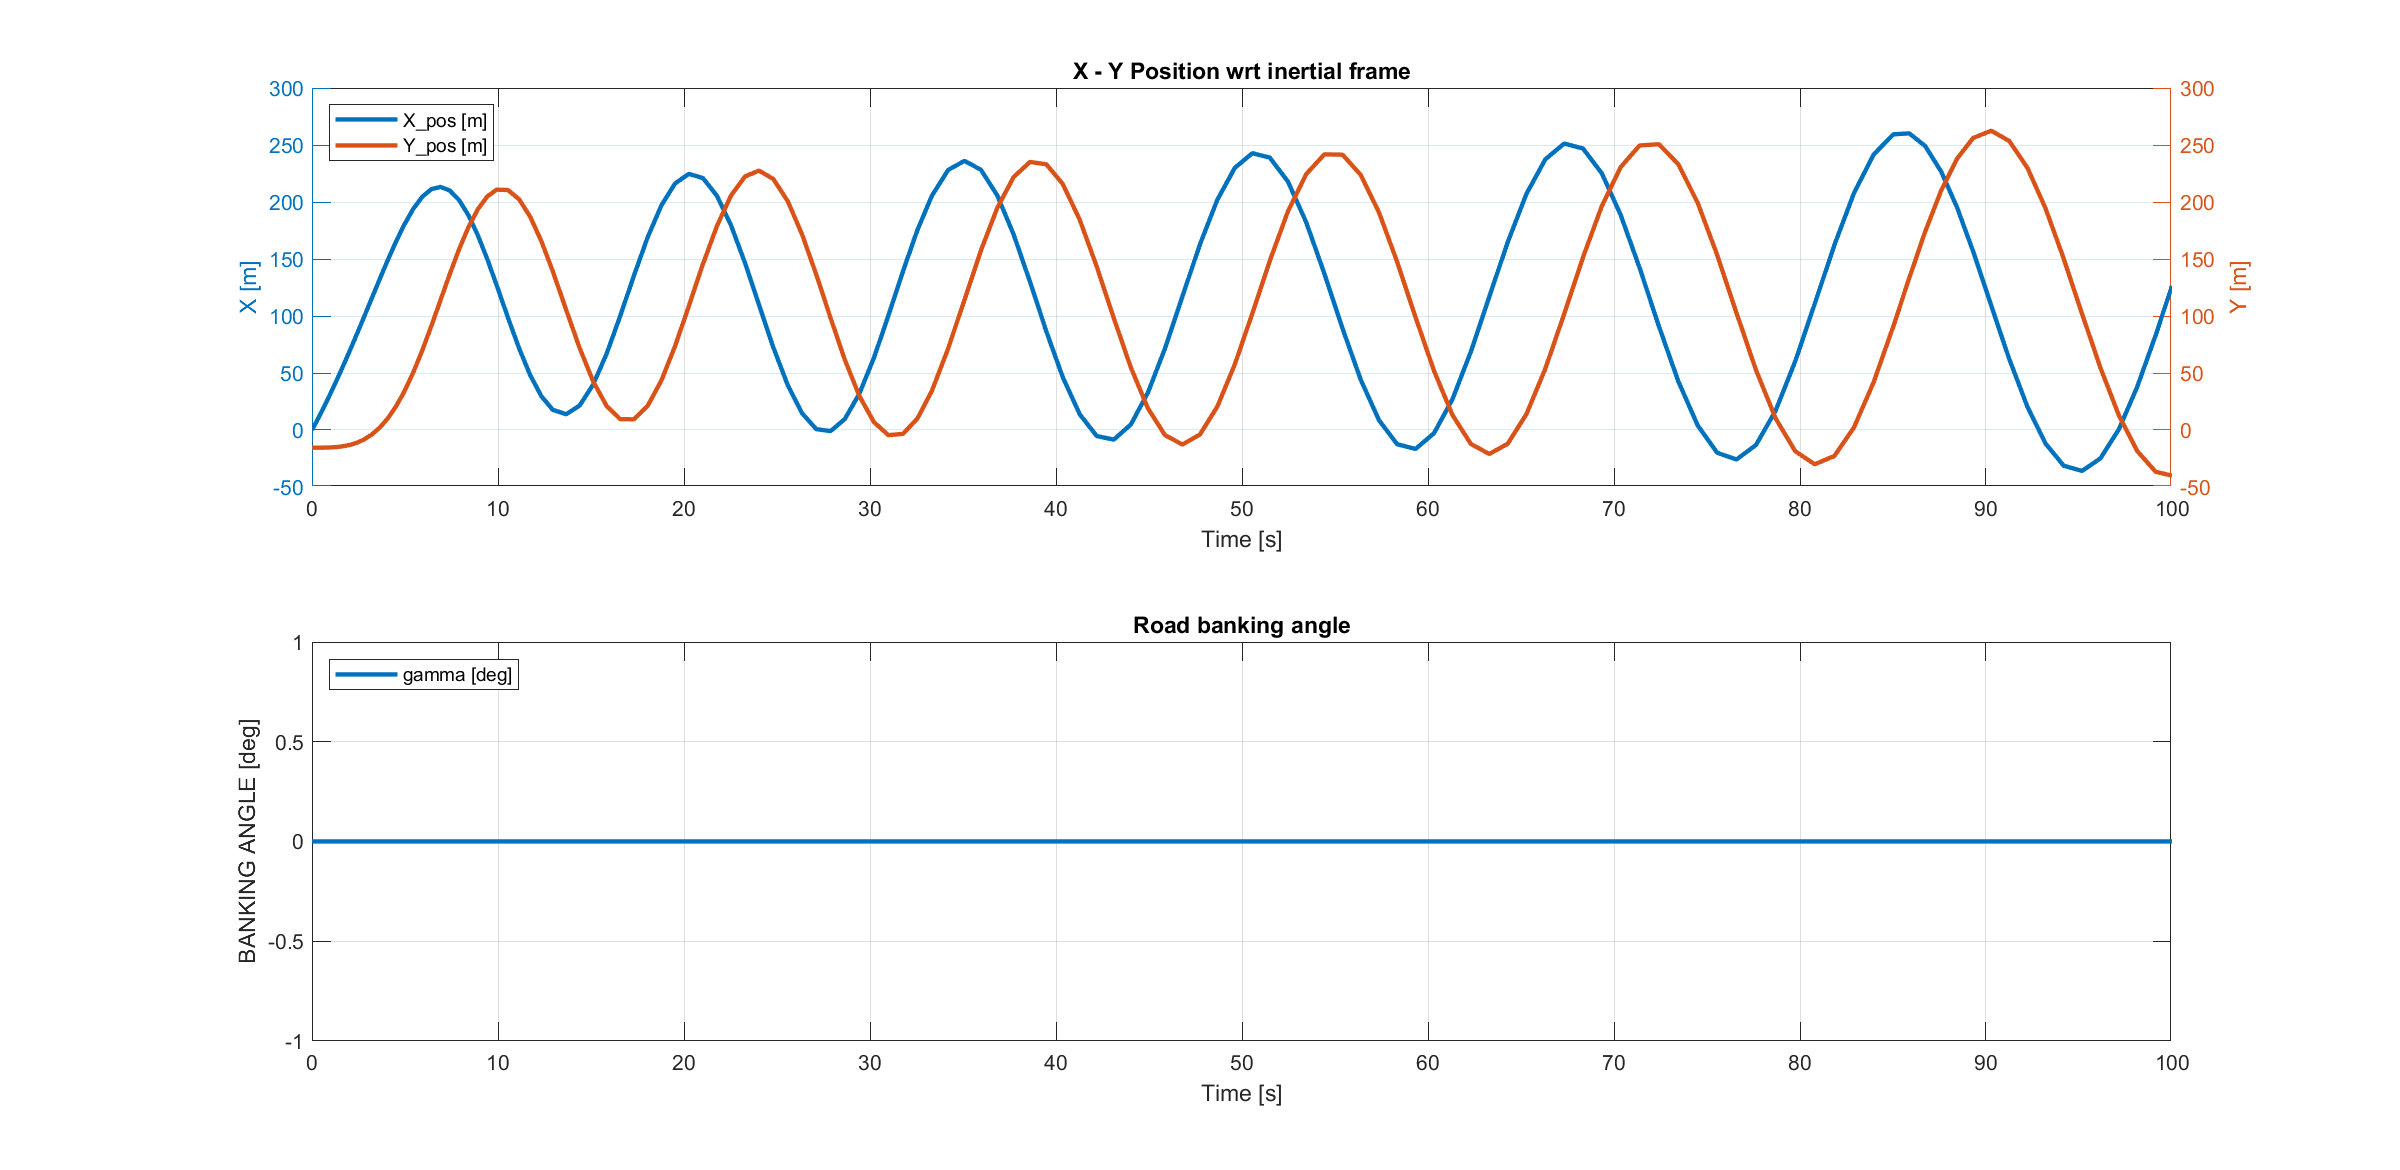 X - Y Position wrt inertial frame
300
250
200
150
100
50
0
-50
X [m]
X_pos [m]
Y_pos [m]
300
250
200
150
100
50
0
-50
Y [m]
0 10 20 30 40 50 60 70 80 90 100
Time [s]
Road banking angle
1
0.5
0
-0.5
-1
BANKING ANGLE [deg]
gamma [deg]
0 10 20 30 40 50 60 70 80 90 100
Time [s]